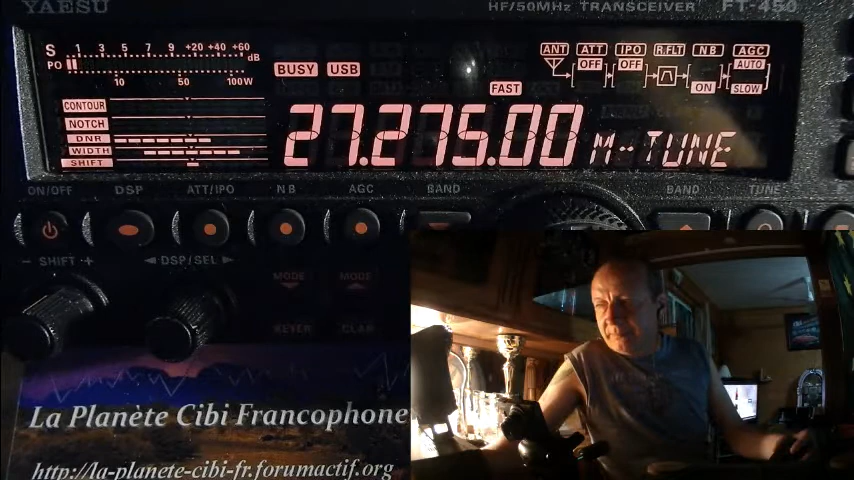 YAESU
HF/50MHz TRANSCEIVER FT-450
S 1 3 5 7 9 +20 +40 +60 dB
PO
10 50 100W
BUSY USB
FAST
ANT ATT IPO R.FLT NB AGC
OFF OFF AUTO
ON SLOW
CONTOUR
NOTCH
DNR
WIDTH
SHIFT
27.275.00 M-TUNE
ON/OFF DSP ATT/IPO NB AGC BAND BAND TUNE
- SHIFT + ◄DSP/SEL►
MODE MODE
KEYER CLAR
La Planète Cibi Francophone
http://la-planete-cibi-fr.forumactif.org